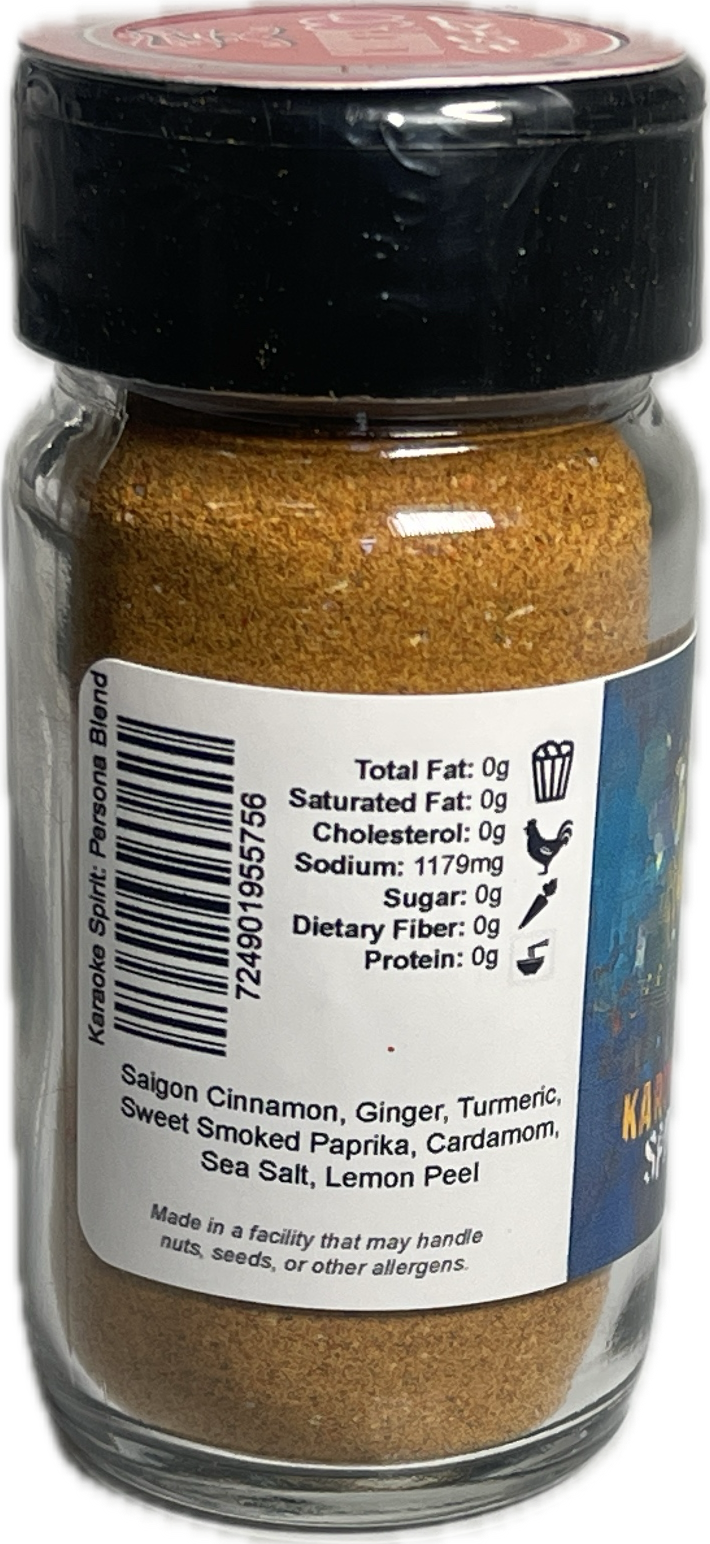 Karaoke Spirit: Persona Blend
724901955756
Total Fat: 0g
Saturated Fat: 0g
Cholesterol: 0g
Sodium: 1179mg
Sugar: 0g
Dietary Fiber: 0g
Protein: 0g
Saigon Cinnamon, Ginger, Turmeric,
Sweet Smoked Paprika, Cardamom,
Sea Salt, Lemon Peel
Made in a facility that may handle
nuts, seeds, or other allergens.